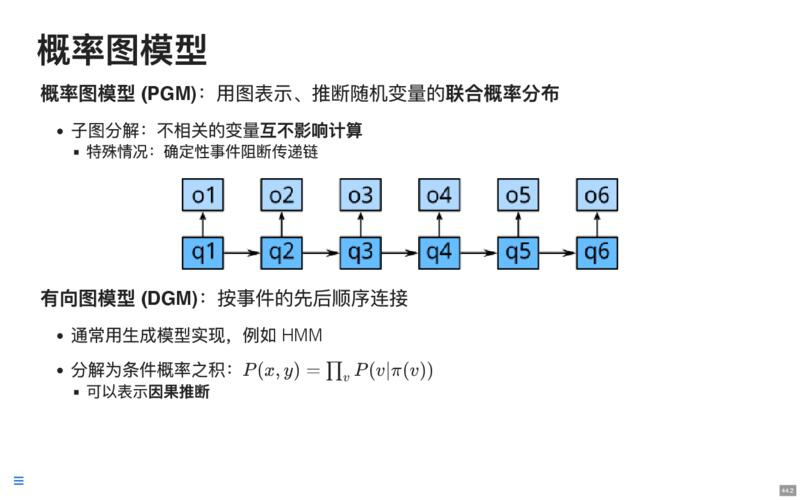 概率图模型
概率图模型 (PGM)：用图表示、推断随机变量的联合概率分布
子图分解：不相关的变量互不影响计算
特殊情况：确定性事件阻断传递链
o1 o2 o3 o4 o5 o6
q1 q2 q3 q4 q5 q6
有向图模型 (DGM)：按事件的先后顺序连接
通常用生成模型实现，例如 HMM
分解为条件概率之积：P(x, y) = ∏_v P(v|π(v))
可以表示因果推断
44.2